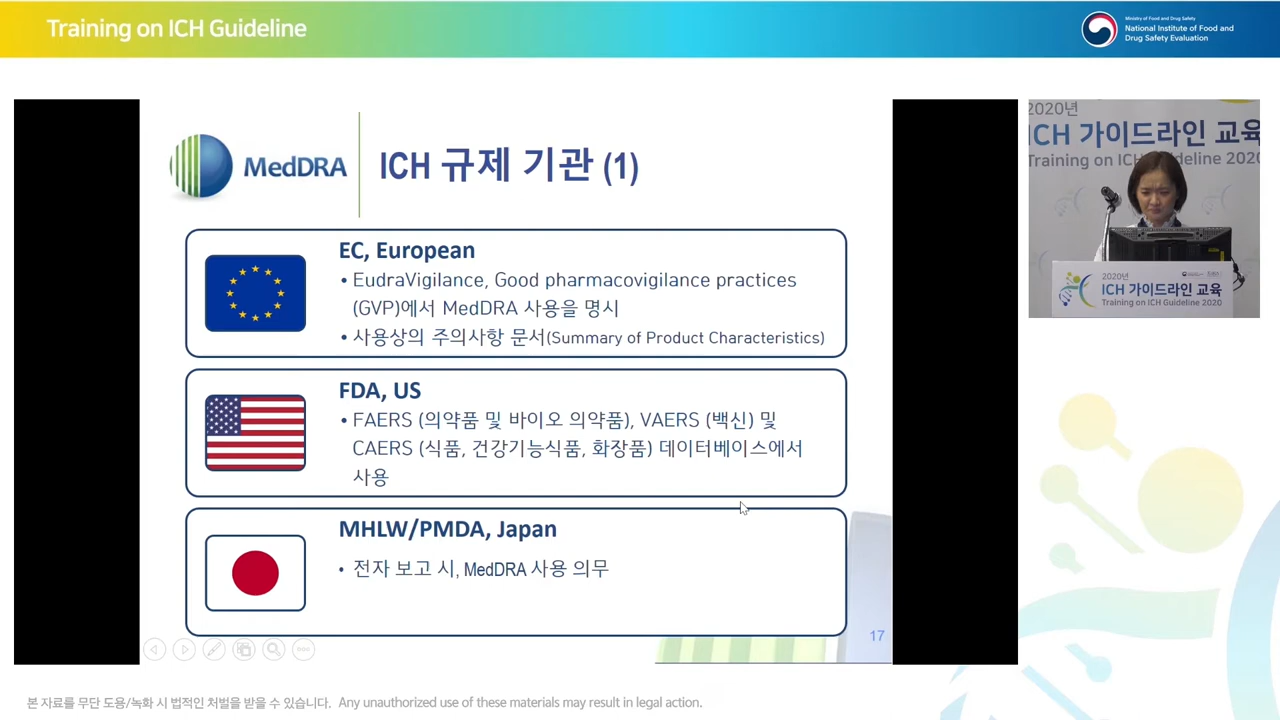 Training on ICH Guideline
Ministry of Food and Drug Safety
National Institute of Food and
Drug Safety Evaluation
MedDRA
ICH 규제 기관 (1)
EC, European
• EudraVigilance, Good pharmacovigilance practices
(GVP)에서 MedDRA 사용을 명시
• 사용상의 주의사항 문서(Summary of Product Characteristics)
FDA, US
• FAERS (의약품 및 바이오 의약품), VAERS (백신) 및
CAERS (식품, 건강기능식품, 화장품) 데이터베이스에서
사용
MHLW/PMDA, Japan
• 전자 보고 시, MedDRA 사용 의무
17
2020년
ICH 가이드라인 교육
Training on ICH Guideline 2020
2020년
ICH 가이드라인 교육
Training on ICH Guideline 2020
본 자료를 무단 도용/녹화 시 법적인 처벌을 받을 수 있습니다. Any unauthorized use of these materials may result in legal action.